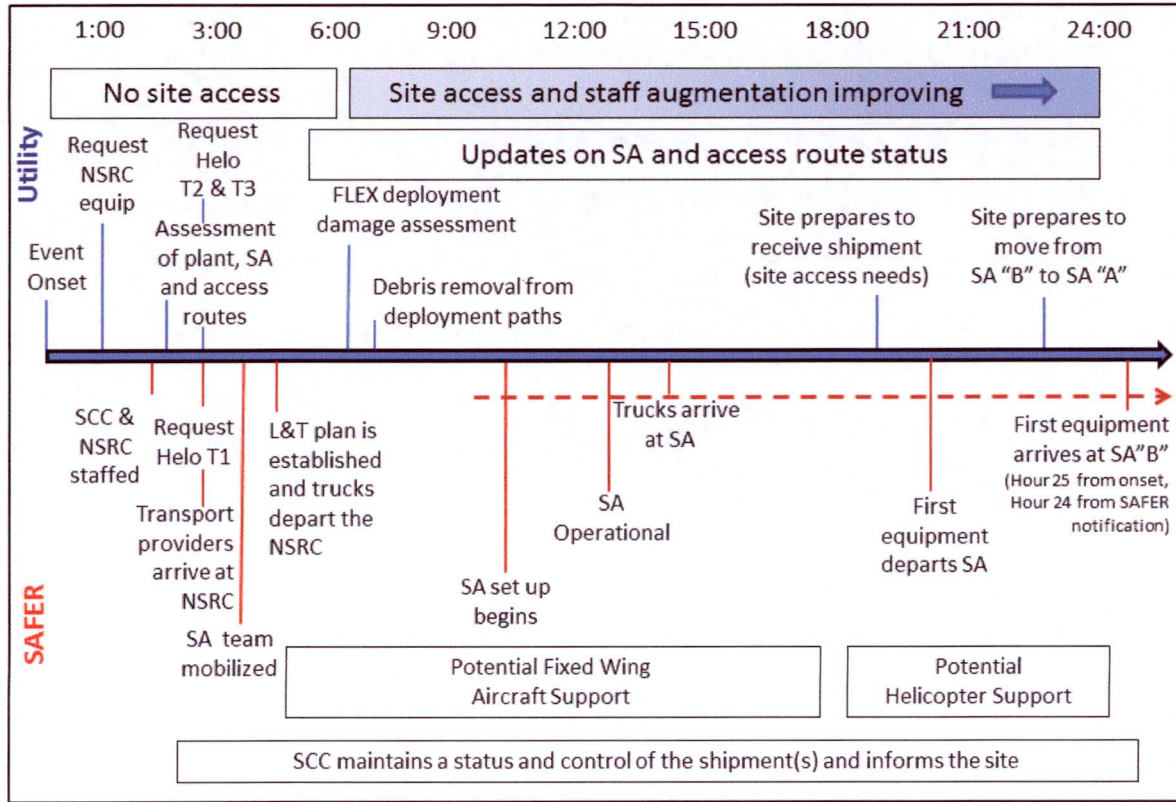 1:00 3:00 6:00 9:00 12:00 15:00 18:00 21:00 24:00
No site access
Site access and staff augmentation improving
Utility
Request
NSRC
equip
Request
Helo
T2 & T3
Updates on SA and access route status
Event
Onset
Assessment
of plant, SA
and access
routes
FLEX deployment
damage assessment
Debris removal from
deployment paths
Site prepares to
receive shipment
(site access needs)
Site prepares to
move from
SA "B" to SA "A"
SAFER
SCC &
NSRC
staffed
Request
Helo T1
Transport
providers
arrive at
NSRC
SA team
mobilized
L&T plan is
established
and trucks
depart the
NSRC
SA set up
begins
SA
Operational
Trucks arrive
at SA
First
equipment
departs SA
First equipment
arrives at SA"B"
(Hour 25 from onset,
Hour 24 from SAFER
notification)
Potential Fixed Wing
Aircraft Support
Potential
Helicopter Support
SCC maintains a status and control of the shipment(s) and informs the site